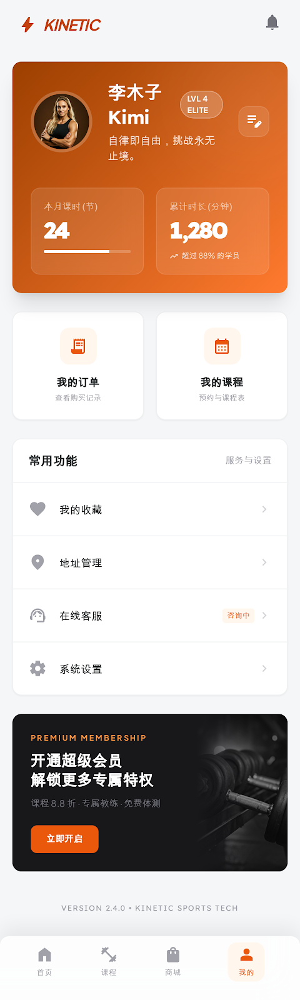 KINETIC
李木子
Kimi
LVL 4
ELITE
自律即自由，挑战永无
止境。
本月课时 (节)
24
累计时长 (分钟)
1,280
超过 88% 的学员
我的订单
查看购买记录
我的课程
预约与课程表
常用功能
服务与设置
我的收藏
地址管理
在线客服
咨询中
系统设置
PREMIUM MEMBERSHIP
开通超级会员
解锁更多专属特权
课程 8.8 折 · 专属教练 · 免费体测
立即开启
VERSION 2.4.0 • KINETIC SPORTS TECH
首页
课程
商城
我的